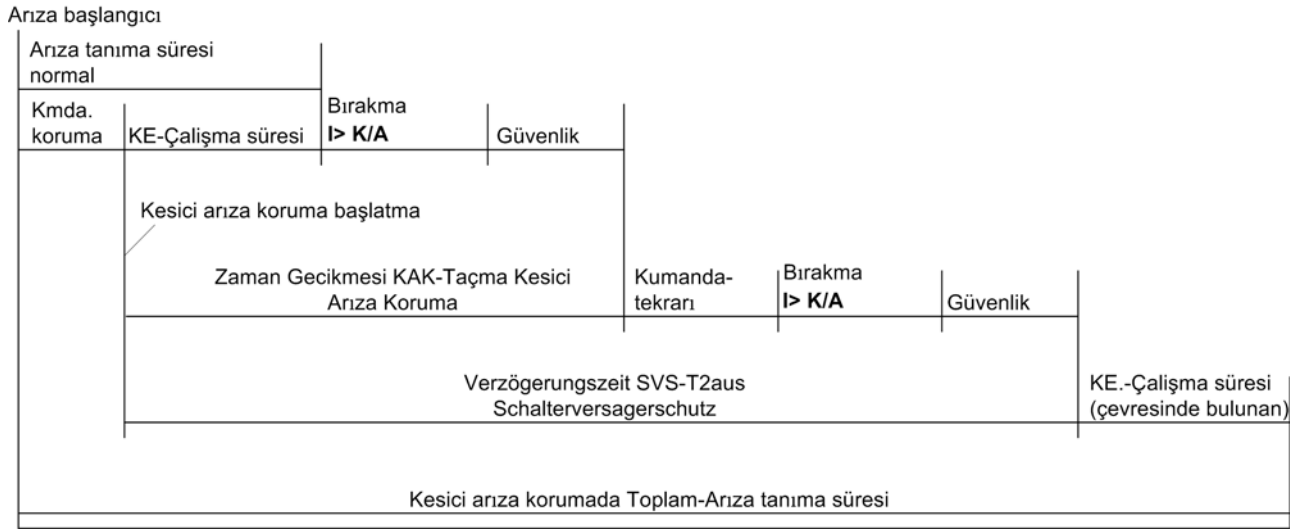 Arıza başlangıcı
Arıza tanıma süresi
normal
Kmda.
koruma
KE-Çalişma süresi
Bırakma
I> K/A
Güvenlik
Kesici arıza koruma başlatma
Zaman Gecikmesi KAK-Taçma Kesici
Arıza Koruma
Kumanda-
tekrarı
Bırakma
I> K/A
Güvenlik
Verzögerungszeit SVS-T2aus
Schalterversagerschutz
KE.-Çalişma süresi
(çevresinde bulunan)
Kesici arıza korumada Toplam-Arıza tanıma süresi